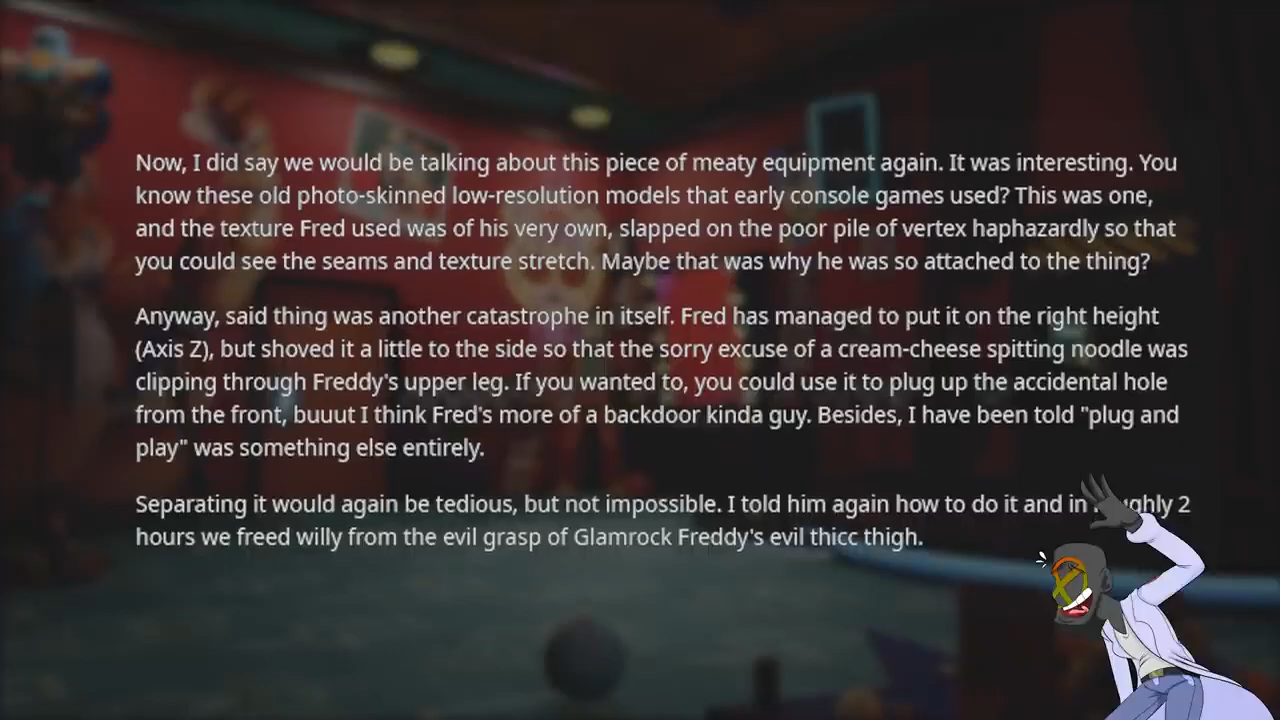 Now, I did say we would be talking about this piece of meaty equipment again. It was interesting. You
know these old photo-skinned low-resolution models that early console games used? This was one,
and the texture Fred used was of his very own, slapped on the poor pile of vertex haphazardly so that
you could see the seams and texture stretch. Maybe that was why he was so attached to the thing?
Anyway, said thing was another catastrophe in itself. Fred has managed to put it on the right height
(Axis Z), but shoved it a little to the side so that the sorry excuse of a cream-cheese spitting noodle was
clipping through Freddy's upper leg. If you wanted to, you could use it to plug up the accidental hole
from the front, buuut I think Fred's more of a backdoor kinda guy. Besides, I have been told "plug and
play" was something else entirely.
Separating it would again be tedious, but not impossible. I told him again how to do it and in 2
hours we freed willy from the evil grasp of Glamrock Freddy's evil thicc thigh.